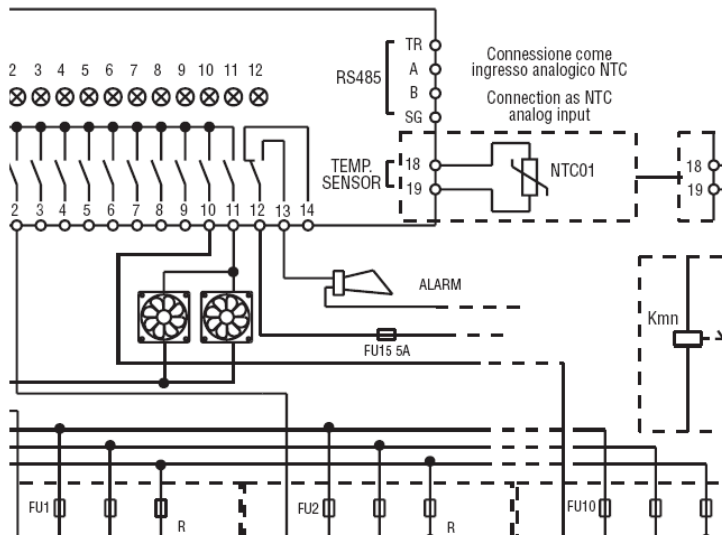 TR
A
B
SG
RS485
Connessione come
ingresso analogico NTC
Connection as NTC
analog input
2 3 4 5 6 7 8 9 10 11 12
TEMP.
SENSOR
18
19
NTC01
18
19
2 3 4 5 6 7 8 9 10 11 12 13 14
ALARM
Kmn
FU15 5A
FU1
R
FU2
R
FU10